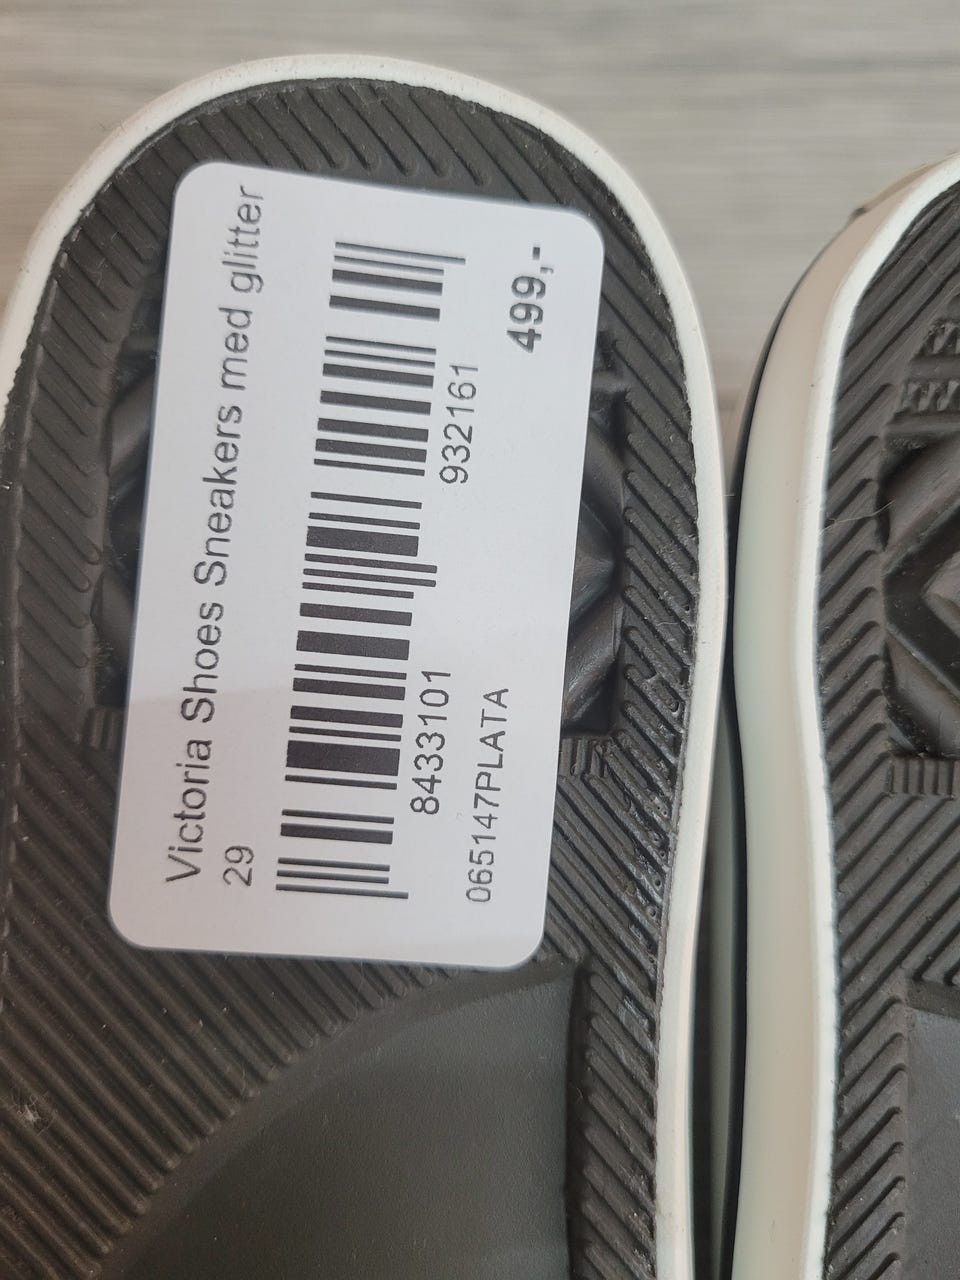 Victoria Shoes Sneakers med glitter
29
8433101 932161
065147PLATA
499,-